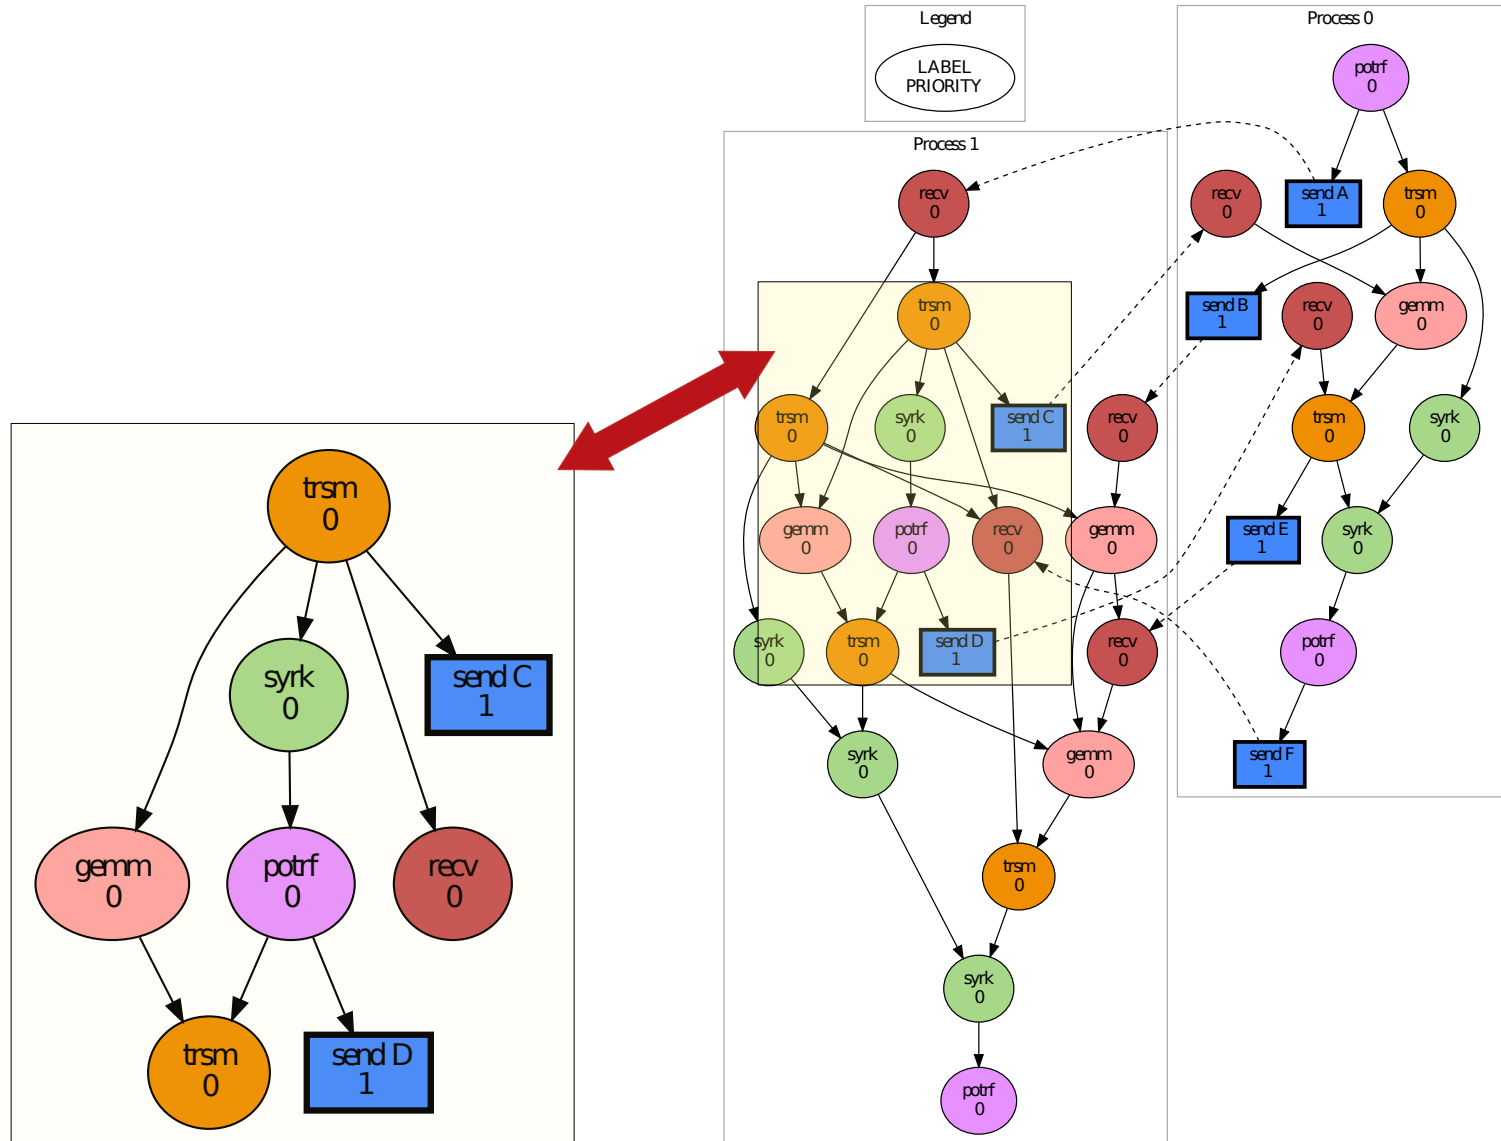 Legend
LABEL
PRIORITY
Process 0
potrf
0
recv
0
send A
1
trsm
0
send B
1
recv
0
gemm
0
trsm
0
syrk
0
send E
1
syrk
0
potrf
0
send F
1
Process 1
recv
0
trsm
0
trsm
0
syrk
0
send C
1
recv
0
gemm
0
potrf
0
recv
0
gemm
0
syrk
0
trsm
0
send D
1
recv
0
syrk
0
gemm
0
trsm
0
syrk
0
potrf
0
trsm
0
syrk
0
send C
1
gemm
0
potrf
0
recv
0
trsm
0
send D
1